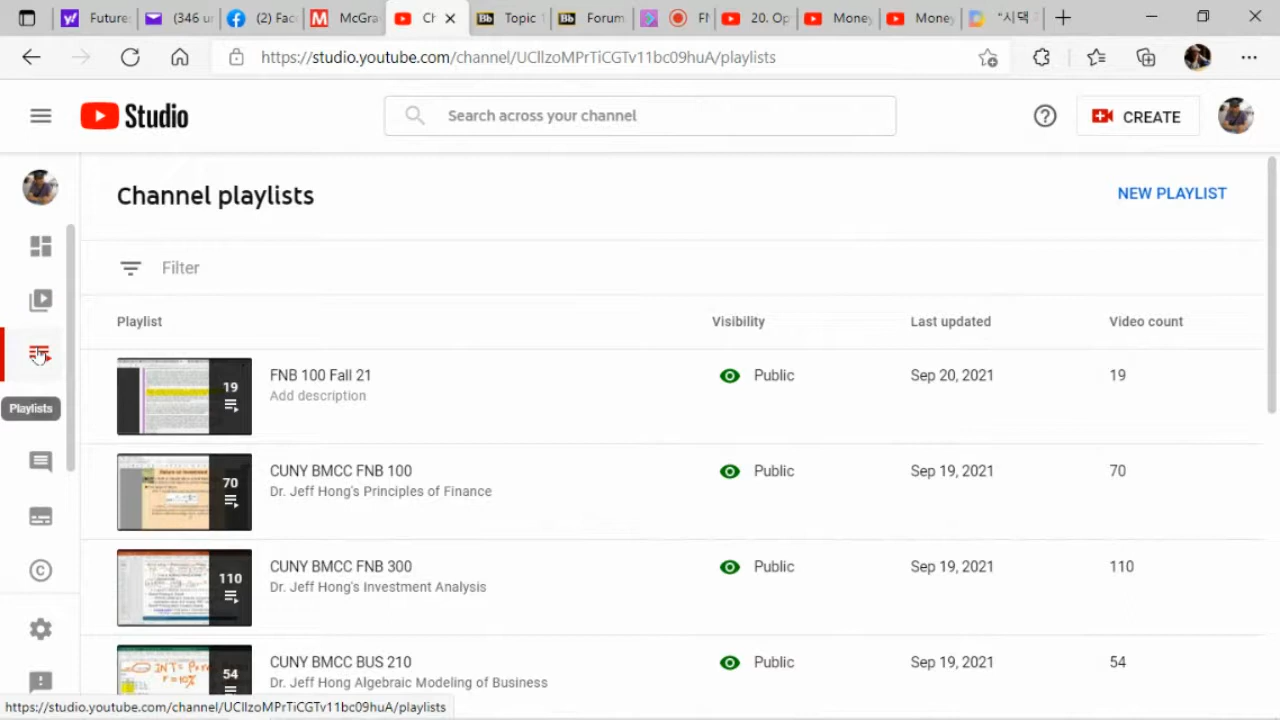 Future
(346 ur
(2) Face
McGra
Ch
Topic
Forum
FN
20. Op
Money
Money
"시댁
https://studio.youtube.com/channel/UCllzoMPrTiCGTv11bc09huA/playlists
Studio
Search across your channel
CREATE
Channel playlists
NEW PLAYLIST
Filter
Playlist
Visibility
Last updated
Video count
19
FNB 100 Fall 21
Add description
Public
Sep 20, 2021
19
Playlists
70
CUNY BMCC FNB 100
Dr. Jeff Hong's Principles of Finance
Public
Sep 19, 2021
70
110
CUNY BMCC FNB 300
Dr. Jeff Hong's Investment Analysis
Public
Sep 19, 2021
110
54
CUNY BMCC BUS 210
Dr. Jeff Hong Algebraic Modeling of Business
Public
Sep 19, 2021
54
https://studio.youtube.com/channel/UCllzoMPrTiCGTv11bc09huA/playlists